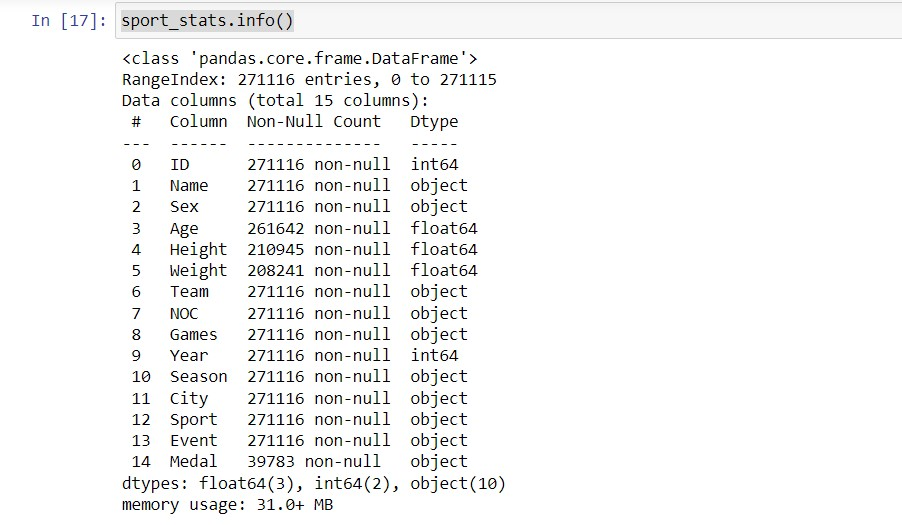 In [17]: sport_stats.info()
<class 'pandas.core.frame.DataFrame'>
RangeIndex: 271116 entries, 0 to 271115
Data columns (total 15 columns):
 #   Column  Non-Null Count   Dtype
---  ------  --------------   -----
 0   ID      271116 non-null  int64
 1   Name    271116 non-null  object
 2   Sex     271116 non-null  object
 3   Age     261642 non-null  float64
 4   Height  210945 non-null  float64
 5   Weight  208241 non-null  float64
 6   Team    271116 non-null  object
 7   NOC     271116 non-null  object
 8   Games   271116 non-null  object
 9   Year    271116 non-null  int64
 10  Season  271116 non-null  object
 11  City    271116 non-null  object
 12  Sport   271116 non-null  object
 13  Event   271116 non-null  object
 14  Medal   39783 non-null   object
dtypes: float64(3), int64(2), object(10)
memory usage: 31.0+ MB